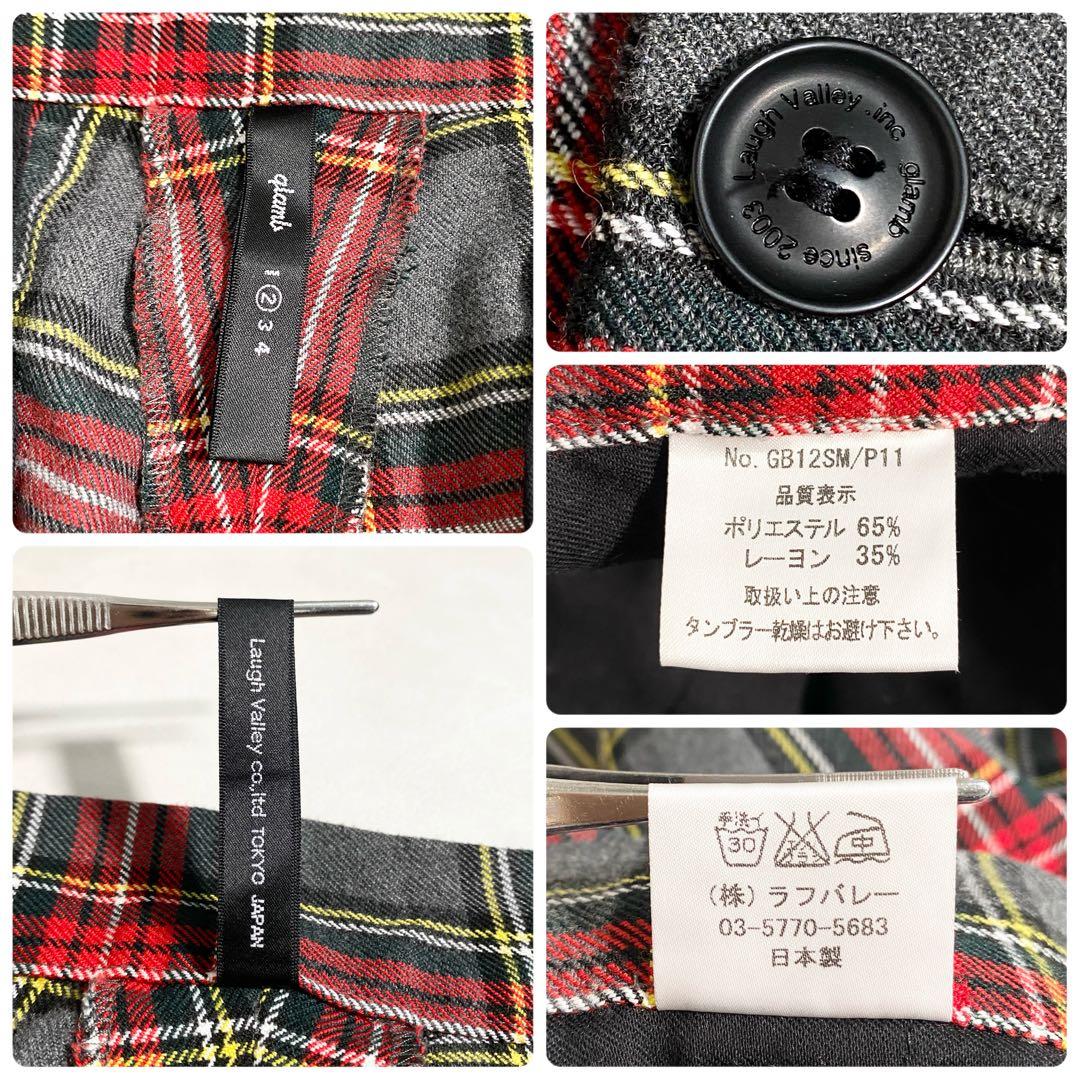 glamb
1 ② 3 4
Laugh Valley .inc glamb since 2003
No. GB12SM/P11
品質表示
ポリエステル 65%
レーヨン 35%
取扱い上の注意
タンブラー乾燥はお避け下さい。
Laugh Valley co,.ltd TOKYO JAPAN
手洗イ
30
中
(株) ラフバレー
03-5770-5683
日本製